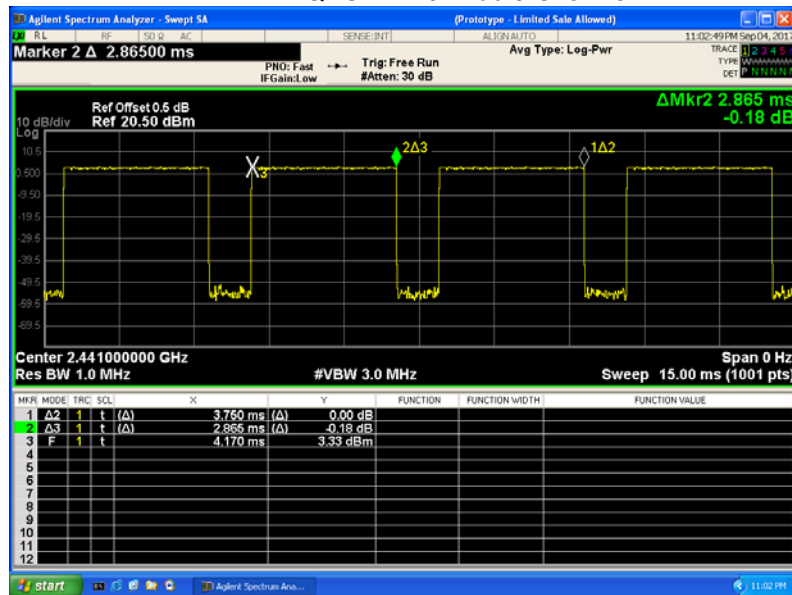 Agilent Spectrum Analyzer - Swept SA (Prototype - Limited Sale Allowed)
RL RF 50 Ω AC SENSE:INT ALIGN AUTO 11:02:49 PM Sep 04, 2017
Marker 2 Δ 2.86500 ms
PNO: Fast
IFGain:Low
Trig: Free Run
#Atten: 30 dB
Avg Type: Log-Pwr
TRACE 1 2 3 4 5
TYPE
DET P N N N N
ΔMkr2 2.865 ms
-0.18 dB
Ref Offset 0.5 dB
10 dB/div Ref 20.50 dBm
Log
10.5
0.500
-9.50
-19.5
-29.5
-39.5
-49.5
-59.5
-69.5
3
2Δ3
1Δ2
Center 2.441000000 GHz Span 0 Hz
Res BW 1.0 MHz #VBW 3.0 MHz Sweep 15.00 ms (1001 pts)
MKR MODE TRC SCL X Y FUNCTION FUNCTION WIDTH FUNCTION VALUE
1 Δ2 1 t (Δ) 3.750 ms (Δ) 0.00 dB
2 Δ3 1 t (Δ) 2.865 ms (Δ) -0.18 dB
3 F 1 t 4.170 ms 3.33 dBm
4
5
6
7
8
9
10
11
12
start Agilent Spectrum Ana... 11:02 PM